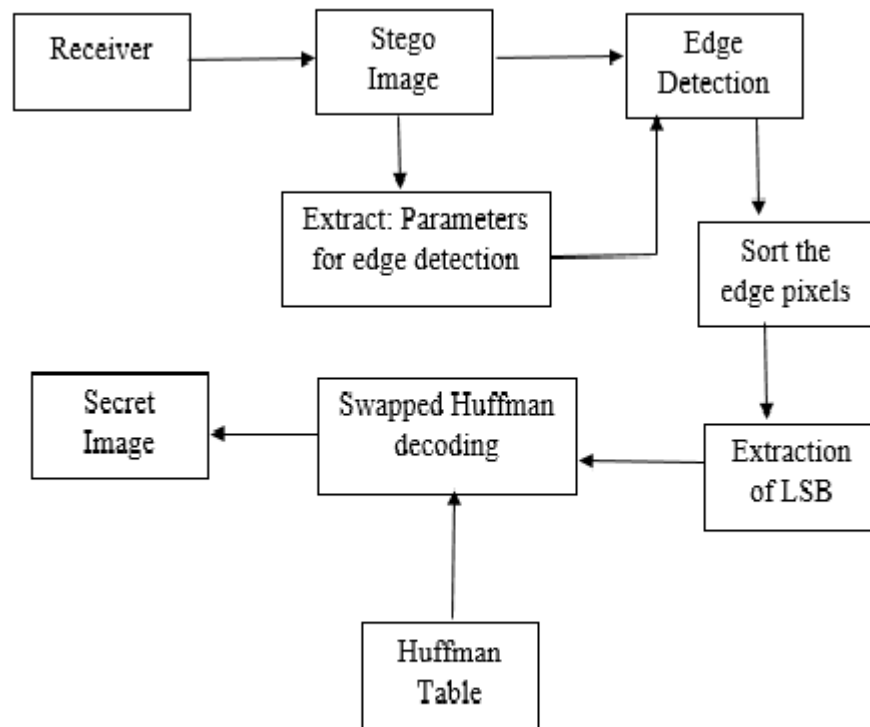 Receiver
Stego
Image
Edge
Detection
Extract: Parameters
for edge detection
Sort the
edge pixels
Secret
Image
Swapped Huffman
decoding
Extraction
of LSB
Huffman
Table